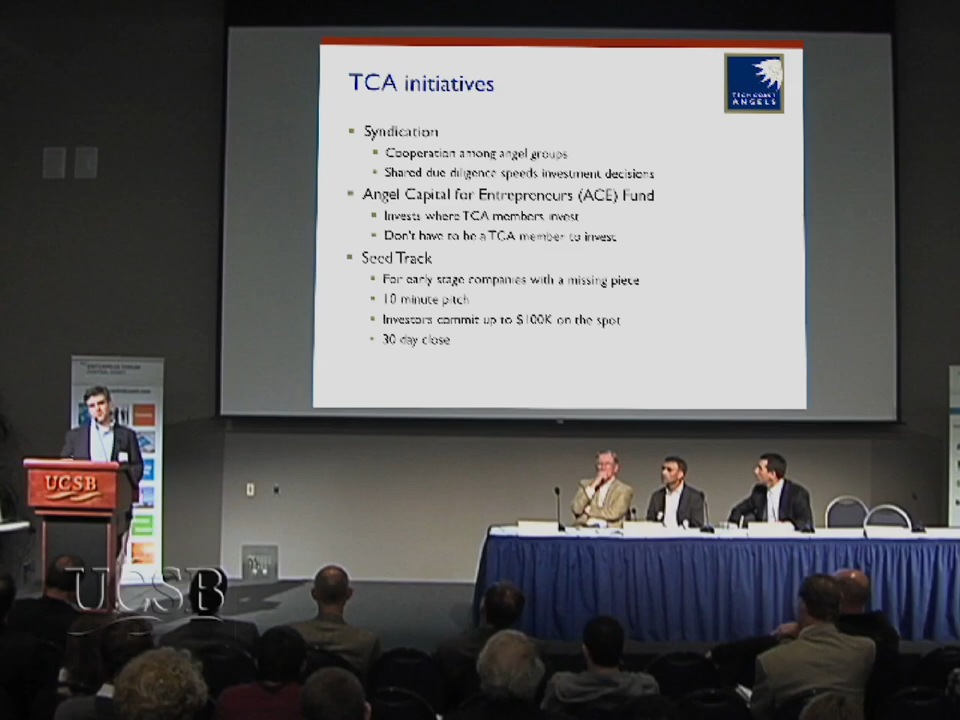 TCA initiatives
TECH COAST
ANGELS
Syndication
Cooperation among angel groups
Shared due diligence speeds investment decisions
Angel Capital for Entrepreneurs (ACE) Fund
Invests where TCA members invest
Don't have to be a TCA member to invest
Seed Track
For early stage companies with a missing piece
10 minute pitch
Investors commit up to $100K on the spot
30 day close
ENTERPRISE FORUM
UCSB
UCSB